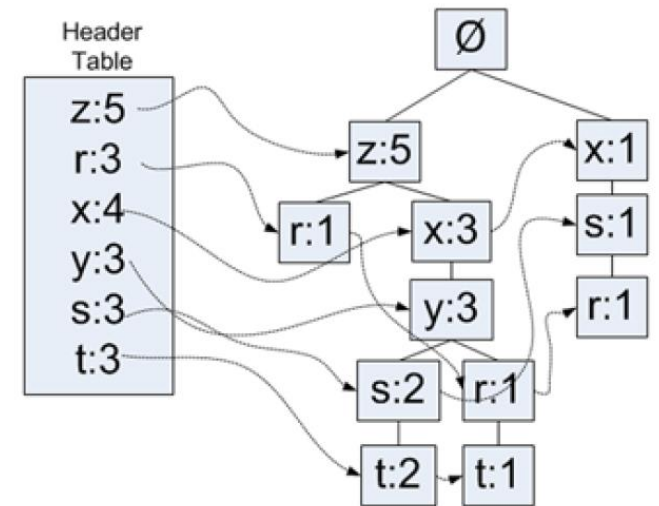 Header
Table
z:5
r:3
x:4
y:3
s:3
t:3
Ø
z:5
x:1
r:1
x:3
s:1
y:3
r:1
s:2
r:1
t:2
t:1